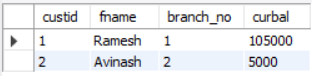 custid fname branch_no curbal
1 Ramesh 1 105000
2 Avinash 2 5000